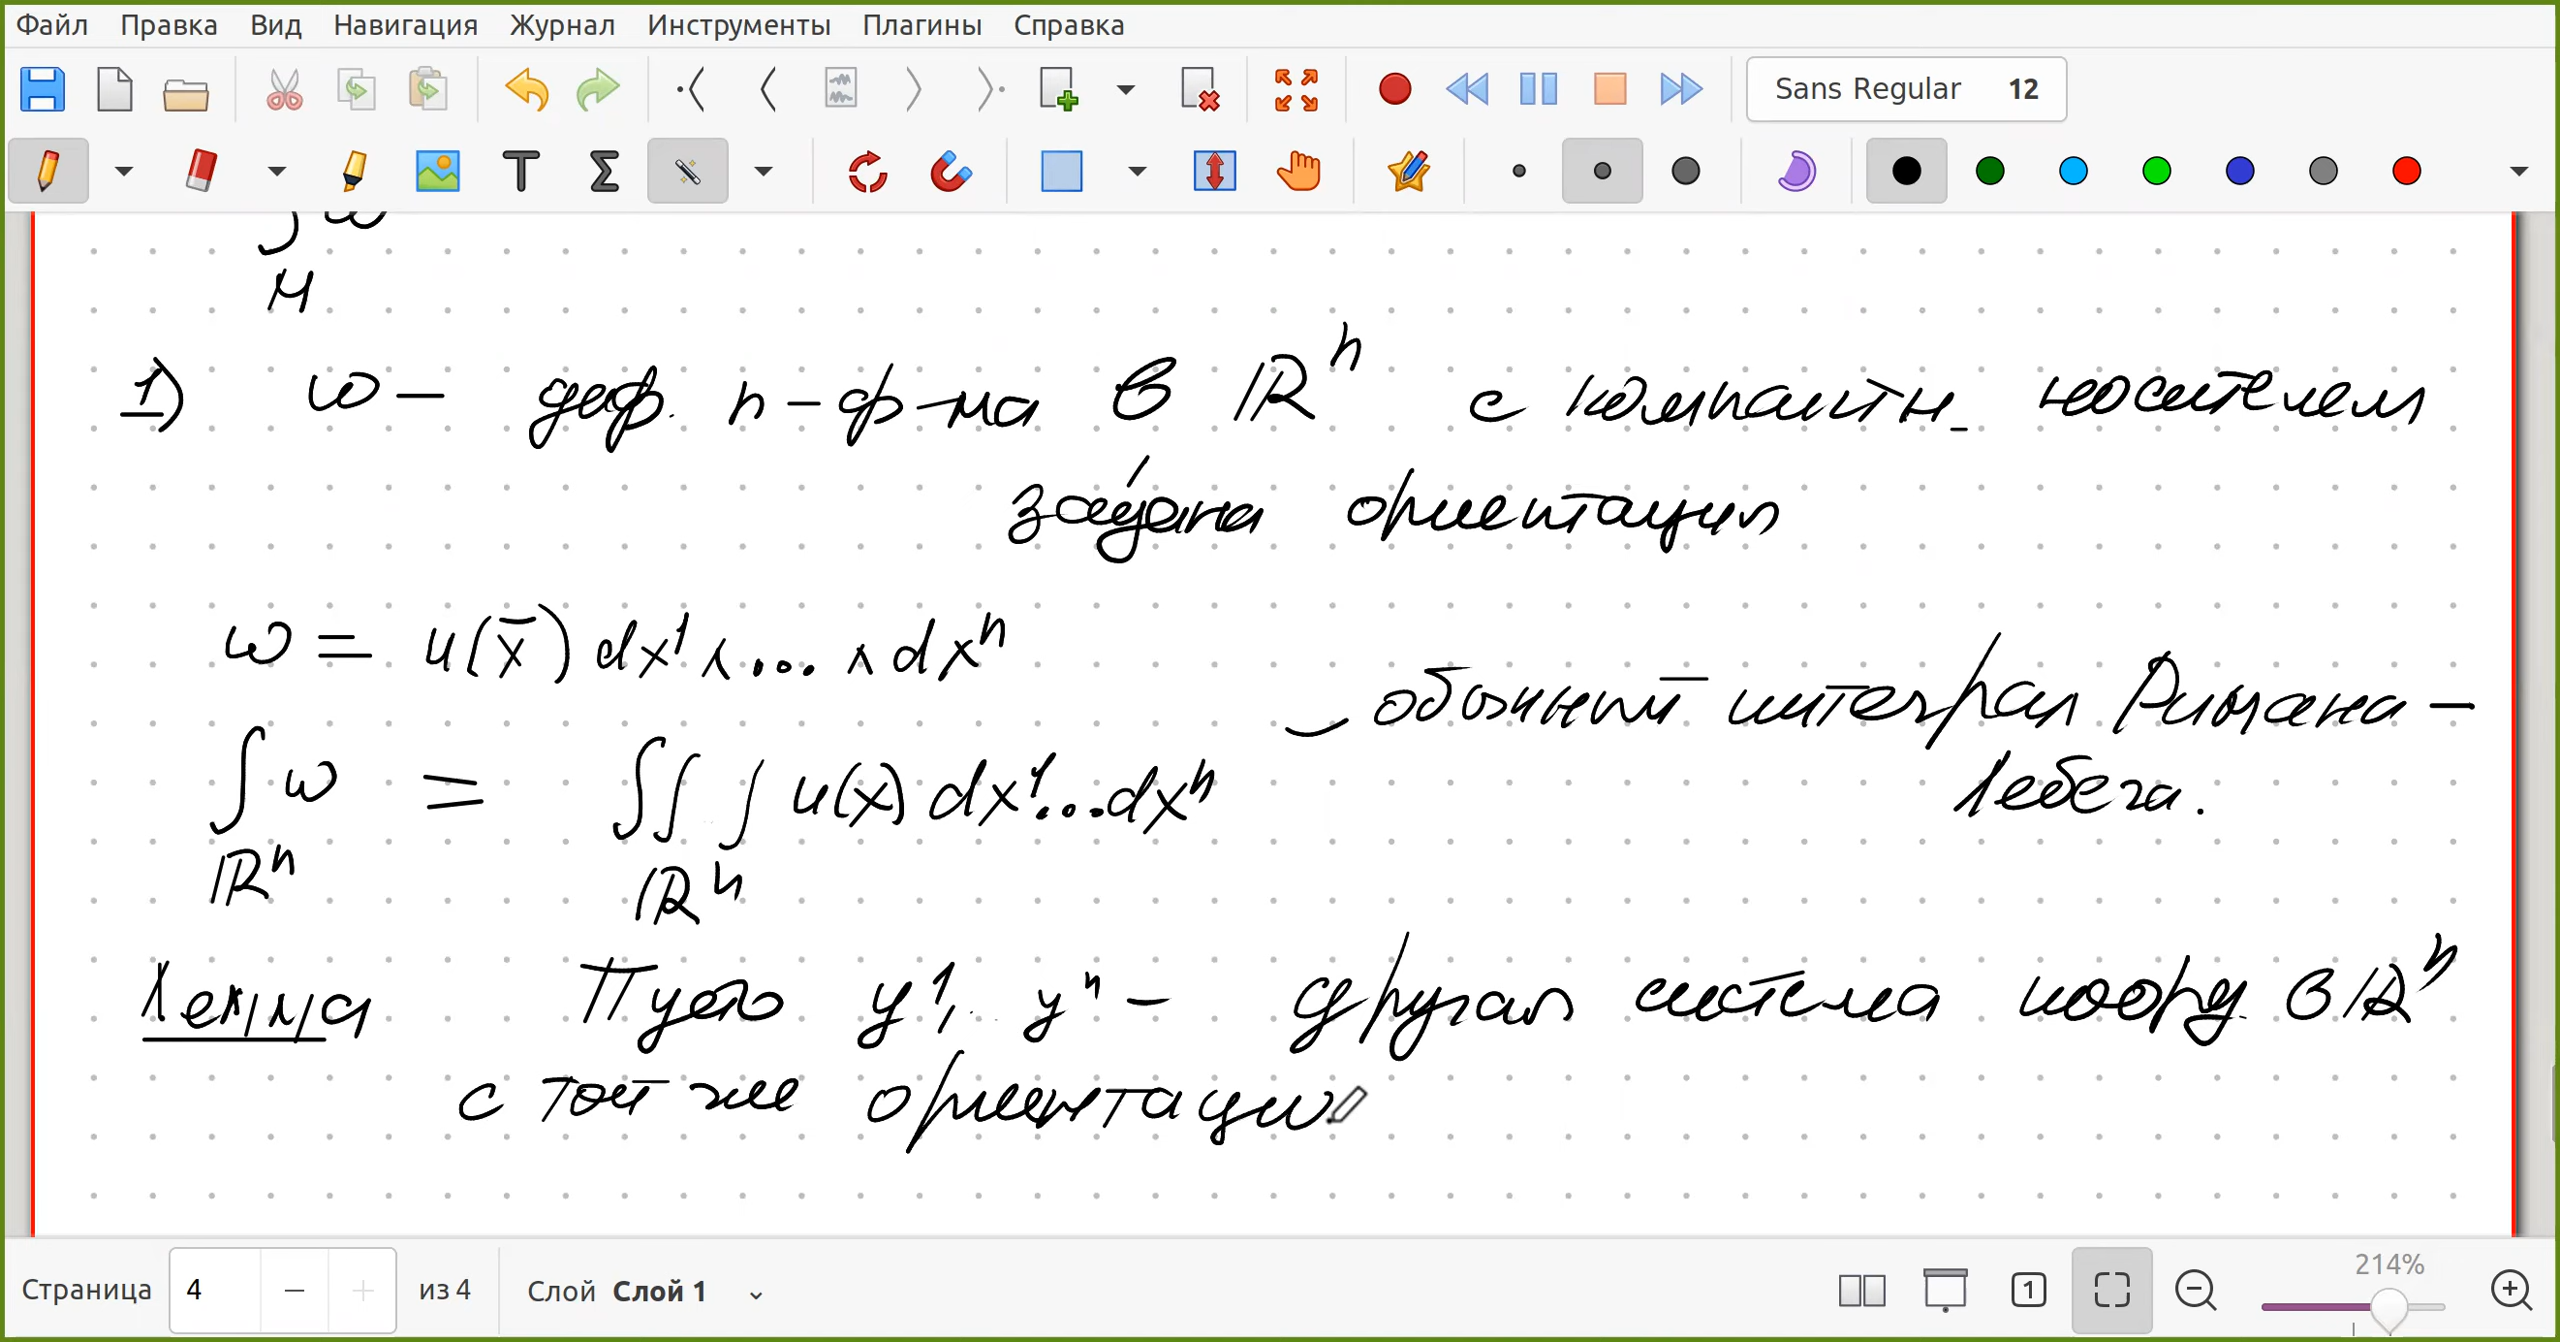 Файл Правка Вид Навигация Журнал Инструменты Плагины Справка
Sans Regular 12
∫ω
M
1) ω – диф. n-ф-ма в ℝⁿ с компактн. носителем
задана ориентация
ω = u(x̄) dx¹∧...∧dxⁿ
∫ω = ∫∫∫ u(x) dx¹...dxⁿ – обычный интеграл Римана–
ℝⁿ ℝⁿ Лебега.
Лемма Пусть y¹,..yⁿ – другая система коорд. в ℝⁿ
с той же ориентаци
Страница 4 из 4 Слой Слой 1 214%